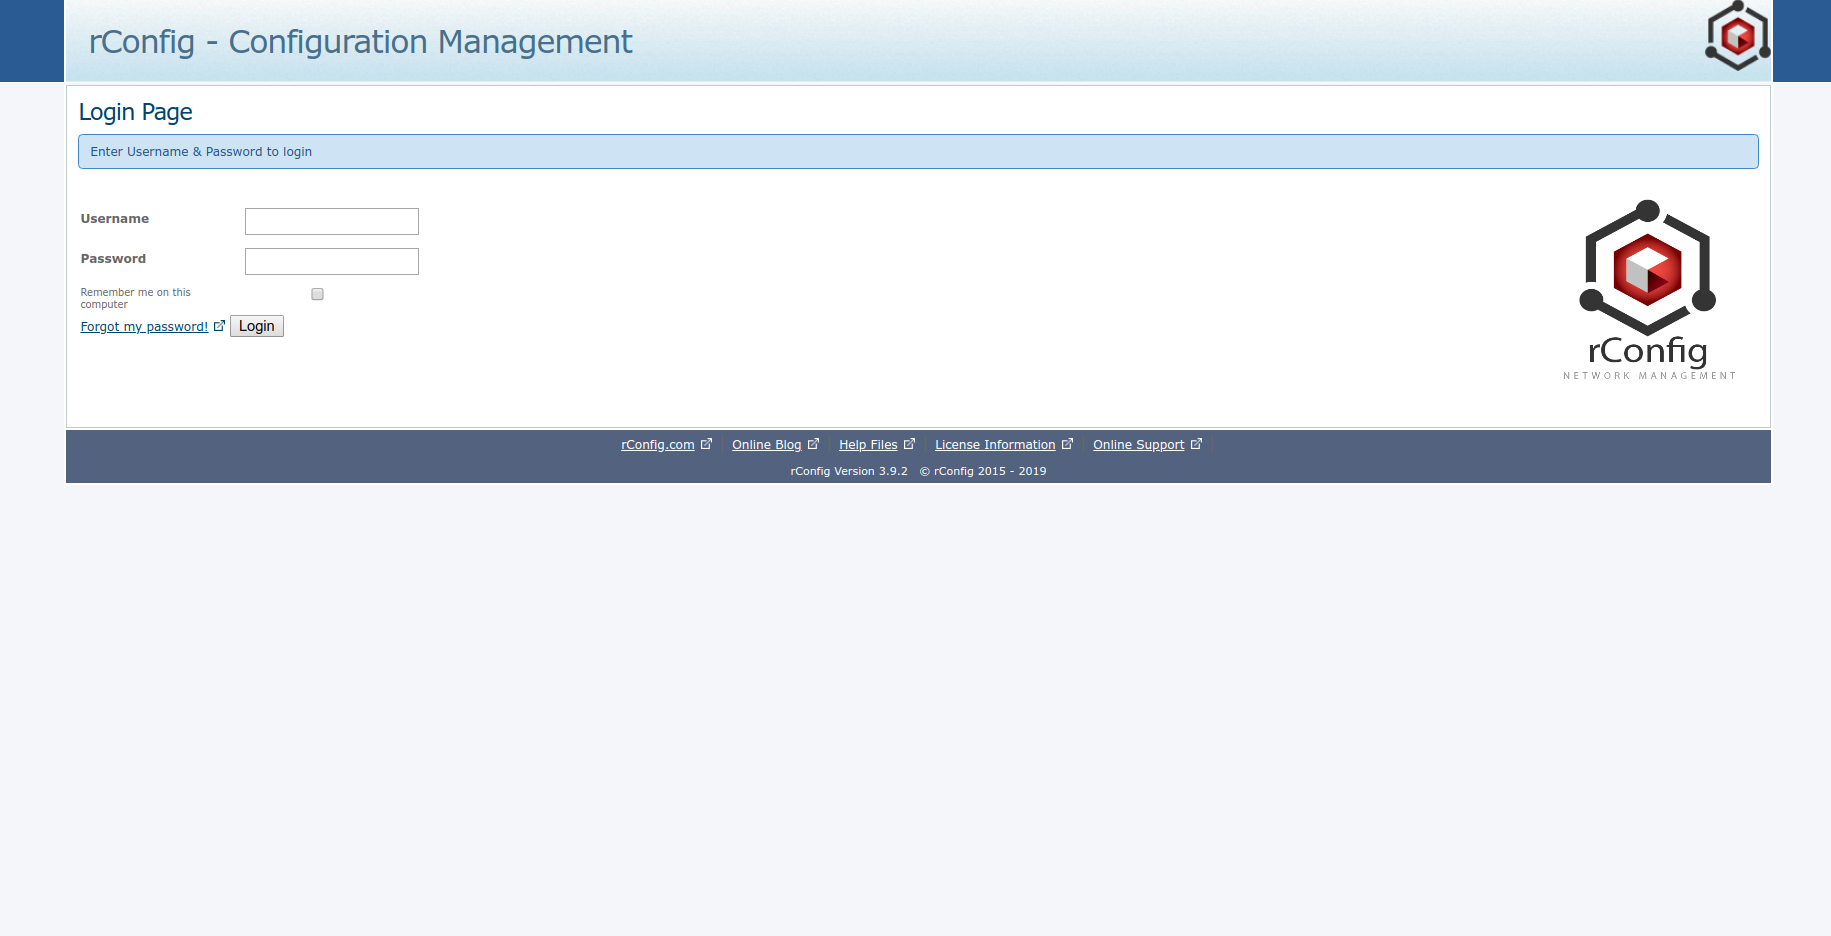 rConfig - Configuration Management
Login Page
Enter Username & Password to login
Username
Password
Remember me on this
computer
Forgot my password! Login
rConfig
NETWORK MANAGEMENT
rConfig.com Online Blog Help Files License Information Online Support
rConfig Version 3.9.2 © rConfig 2015 - 2019